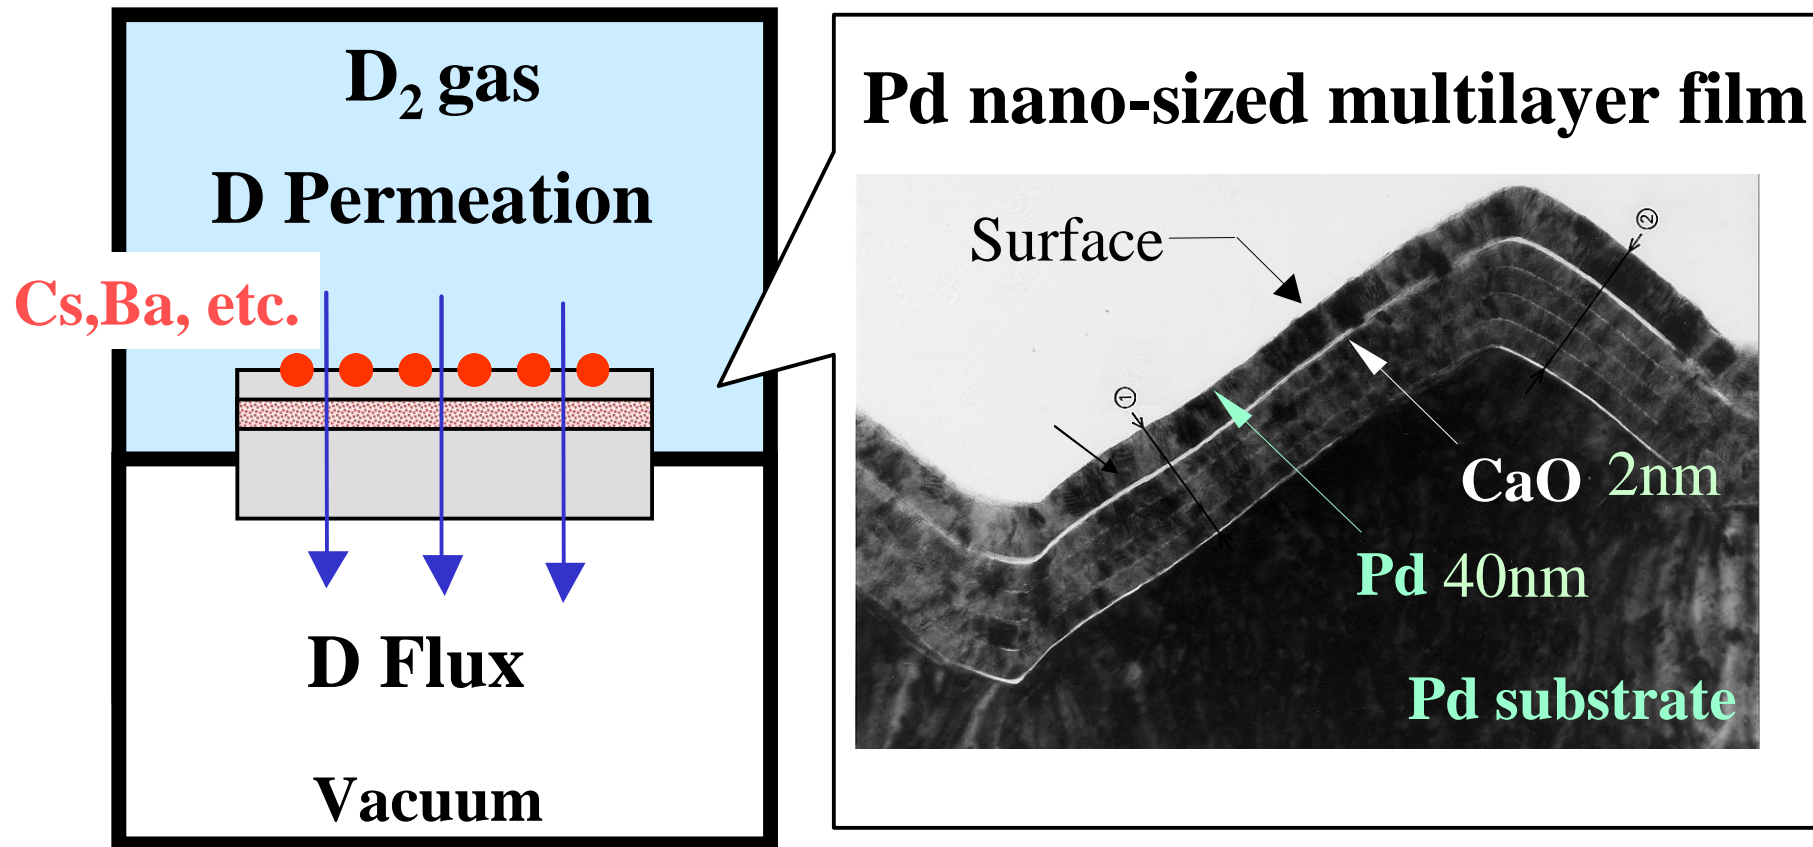 D₂ gas
D Permeation
Cs,Ba, etc.
D Flux
Vacuum
Pd nano-sized multilayer film
Surface
②
①
CaO 2nm
Pd 40nm
Pd substrate